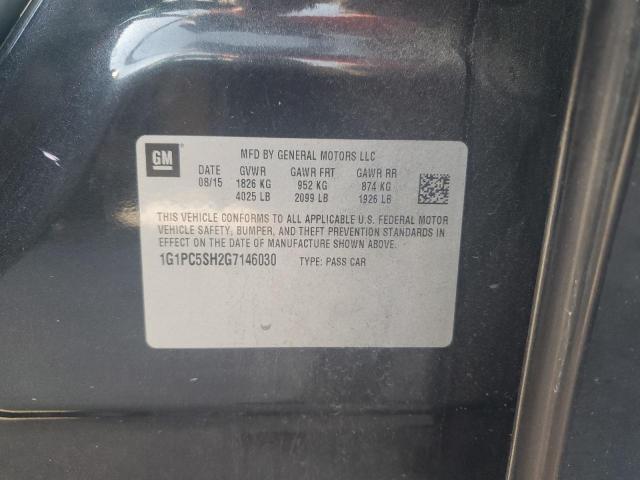 GM
MFD BY GENERAL MOTORS LLC
DATE GVWR GAWR FRT GAWR RR
08/15 1826 KG 952 KG 874 KG
4025 LB 2099 LB 1926 LB
THIS VEHICLE CONFORMS TO ALL APPLICABLE U.S. FEDERAL MOTOR
VEHICLE SAFETY, BUMPER, AND THEFT PREVENTION STANDARDS
IN EFFECT ON THE DATE OF MANUFACTURE SHOWN ABOVE.
1G1PC5SH2G7146030 TYPE: PASS CAR